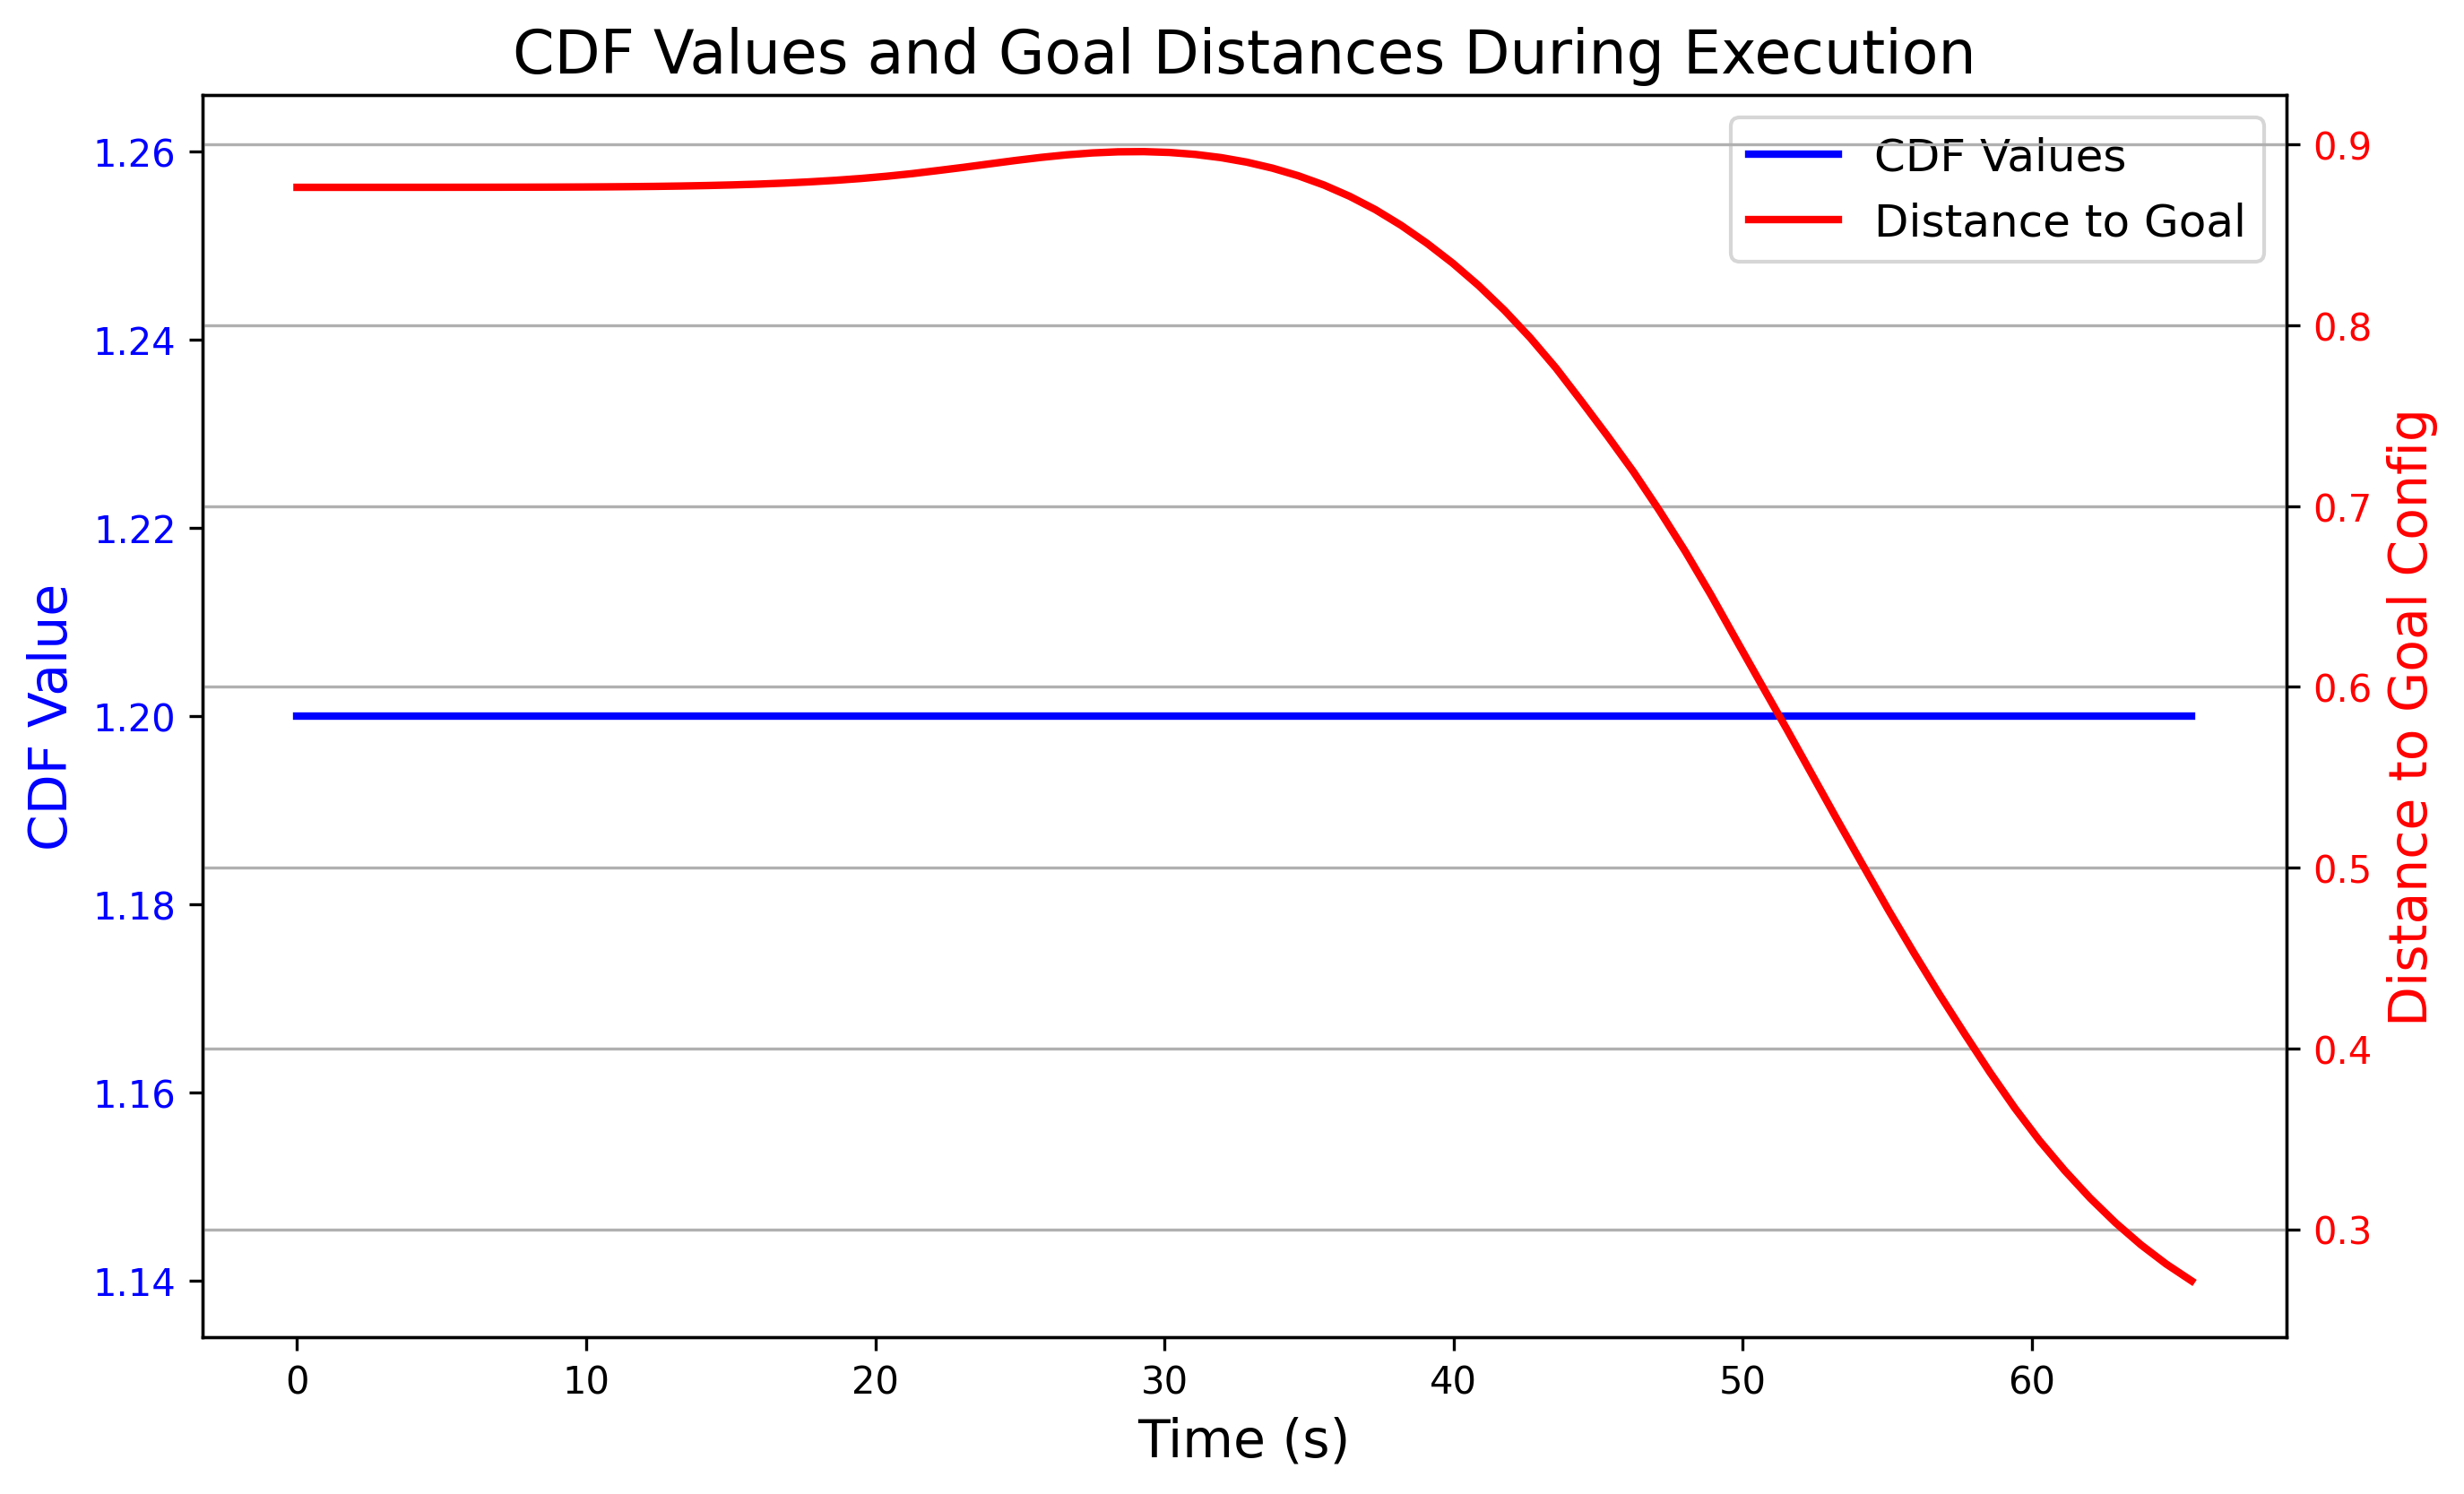 CDF Values and Goal Distances During Execution
CDF Values
Distance to Goal
CDF Value
1.26
1.24
1.22
1.20
1.18
1.16
1.14
0.9
0.8
0.7
0.6
0.5
0.4
0.3
Distance to Goal Config
0 10 20 30 40 50 60
Time (s)